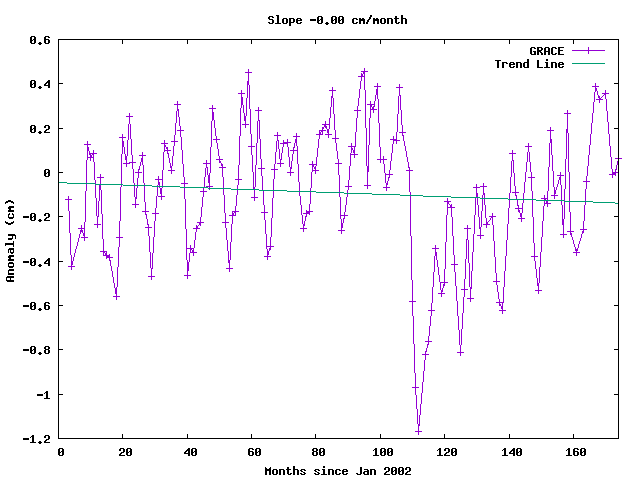 Slope -0.00 cm/month
0.6
0.4
0.2
0
-0.2
-0.4
-0.6
-0.8
-1
-1.2
Anomaly (cm)
GRACE
Trend Line
0 20 40 60 80 100 120 140 160
Months since Jan 2002